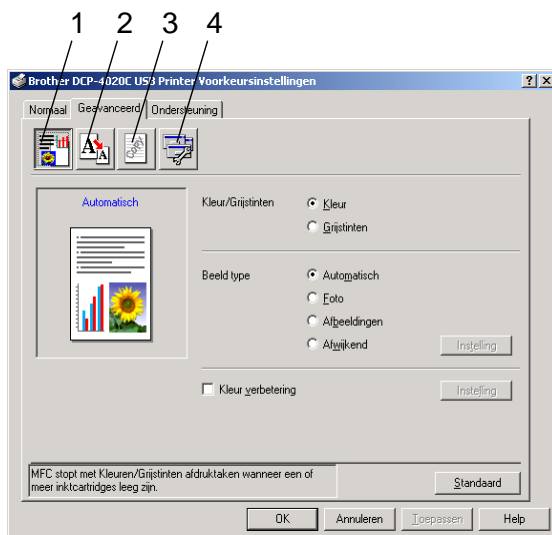 1 2 3 4
Brother DCP-4020C USB Printer Voorkeursinstellingen
Normaal Geavanceerd Ondersteuning
Automatisch
Kleur/Grijstinten
Kleur
Grijstinten
Beeld type
Automatisch
Foto
Afbeeldingen
Afwijkend
Instelling
Kleur verbetering
Instelling
MFC stopt met Kleuren/Grijstinten afdruktaken wanneer een of
meer inktcartridges leeg zijn.
Standaard
OK Annuleren Toepassen Help